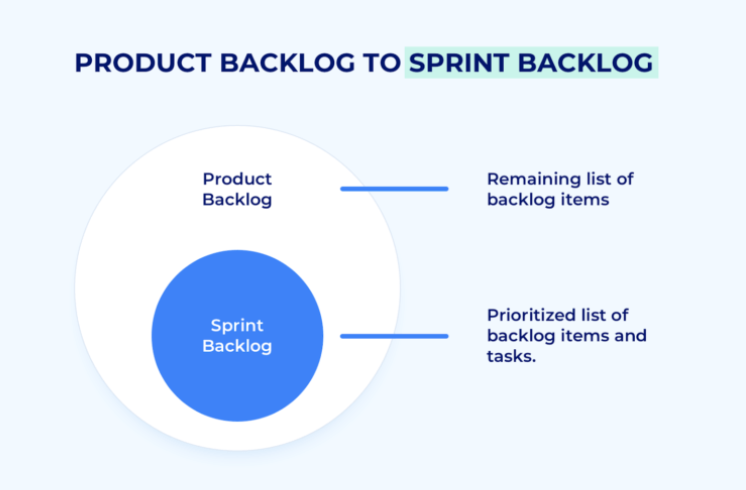 PRODUCT BACKLOG TO SPRINT BACKLOG
Product
Backlog
Remaining list of
backlog items
Sprint
Backlog
Prioritized list of
backlog items and
tasks.